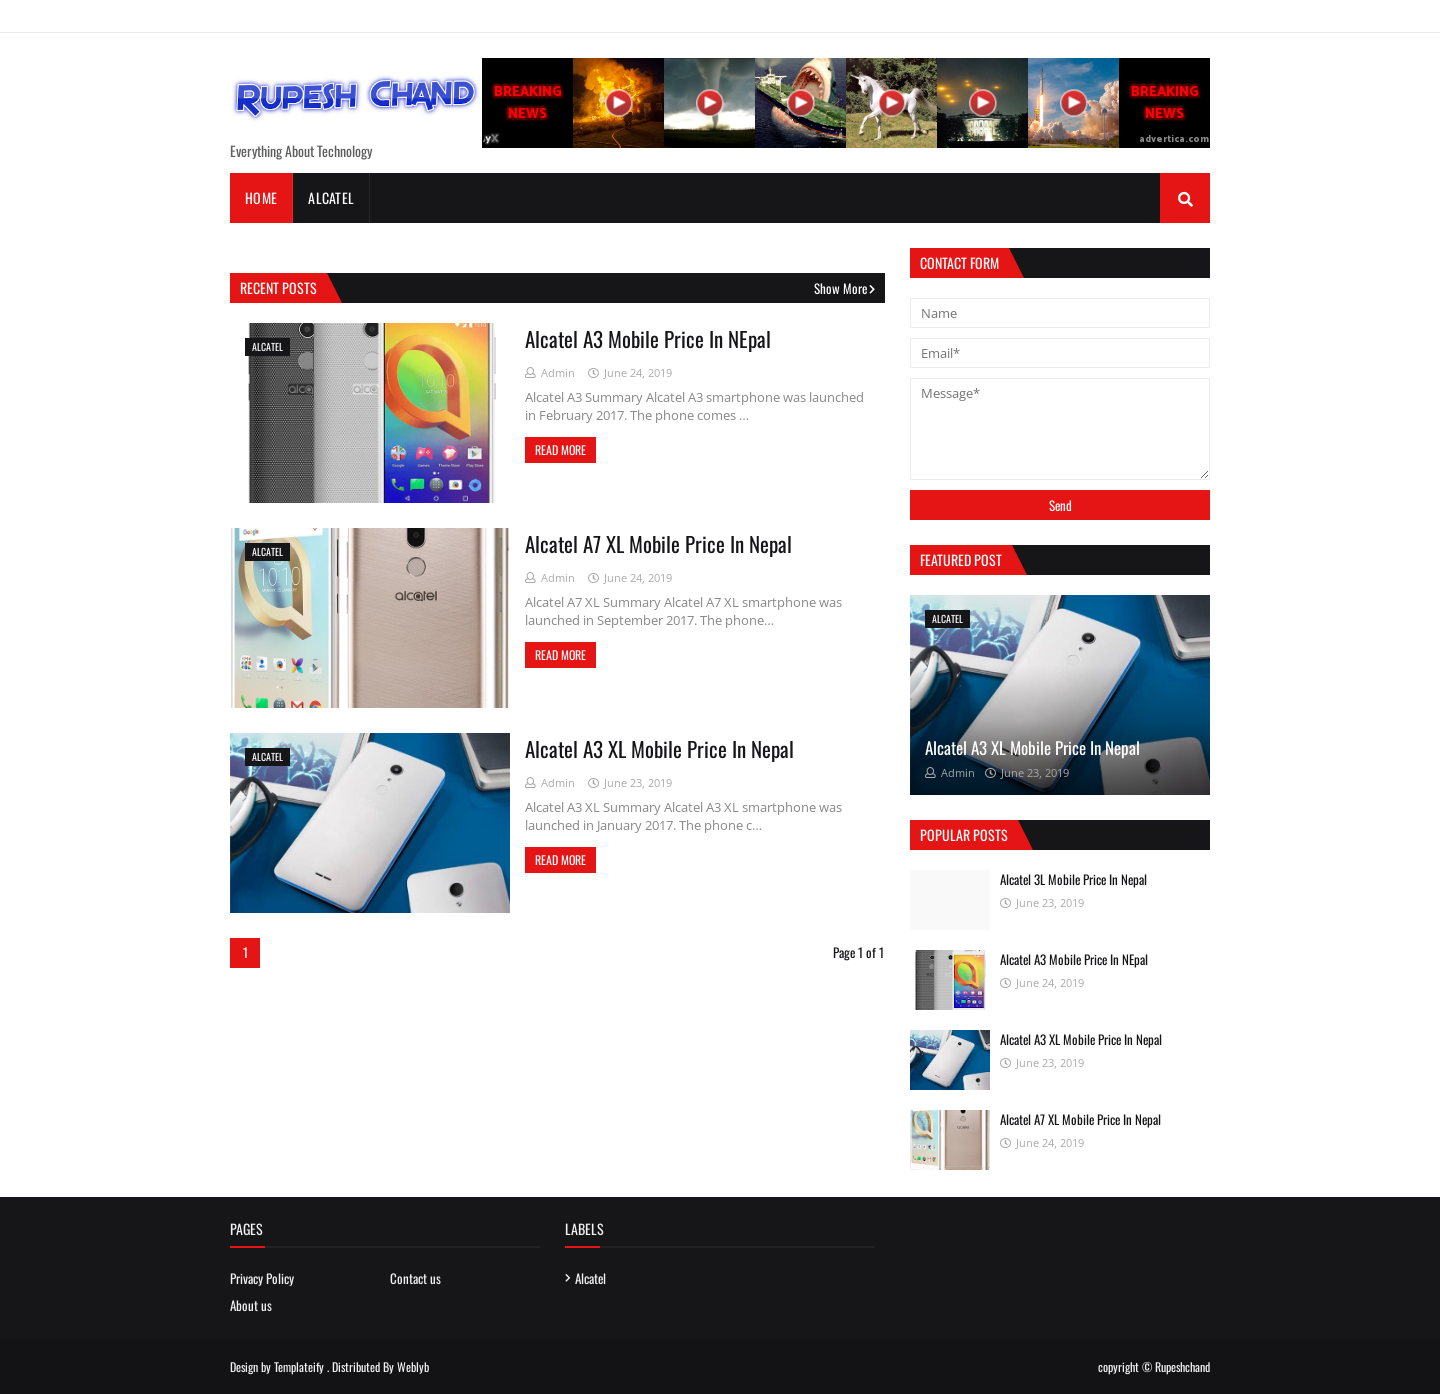 RUPESH CHAND
Everything About Technology
BREAKING
NEWS
BREAKING
NEWS
advertica.com
HOME
ALCATEL
RECENT POSTS
Show More
ALCATEL
Alcatel A3 Mobile Price In NEpal
Admin June 24, 2019
Alcatel A3 Summary Alcatel A3 smartphone was launched
in February 2017. The phone comes …
READ MORE
ALCATEL
alcatel
Alcatel A7 XL Mobile Price In Nepal
Admin June 24, 2019
Alcatel A7 XL Summary Alcatel A7 XL smartphone was
launched in September 2017. The phone…
READ MORE
ALCATEL
Alcatel A3 XL Mobile Price In Nepal
Admin June 23, 2019
Alcatel A3 XL Summary Alcatel A3 XL smartphone was
launched in January 2017. The phone c…
READ MORE
1
Page 1 of 1
CONTACT FORM
Name
Email*
Message*
Send
FEATURED POST
ALCATEL
Alcatel A3 XL Mobile Price In Nepal
Admin June 23, 2019
POPULAR POSTS
Alcatel 3L Mobile Price In Nepal
June 23, 2019
Alcatel A3 Mobile Price In NEpal
June 24, 2019
Alcatel A3 XL Mobile Price In Nepal
June 23, 2019
Alcatel A7 XL Mobile Price In Nepal
June 24, 2019
PAGES
Privacy Policy
Contact us
About us
LABELS
Alcatel
Design by Templateify . Distributed By Weblyb
copyright © Rupeshchand